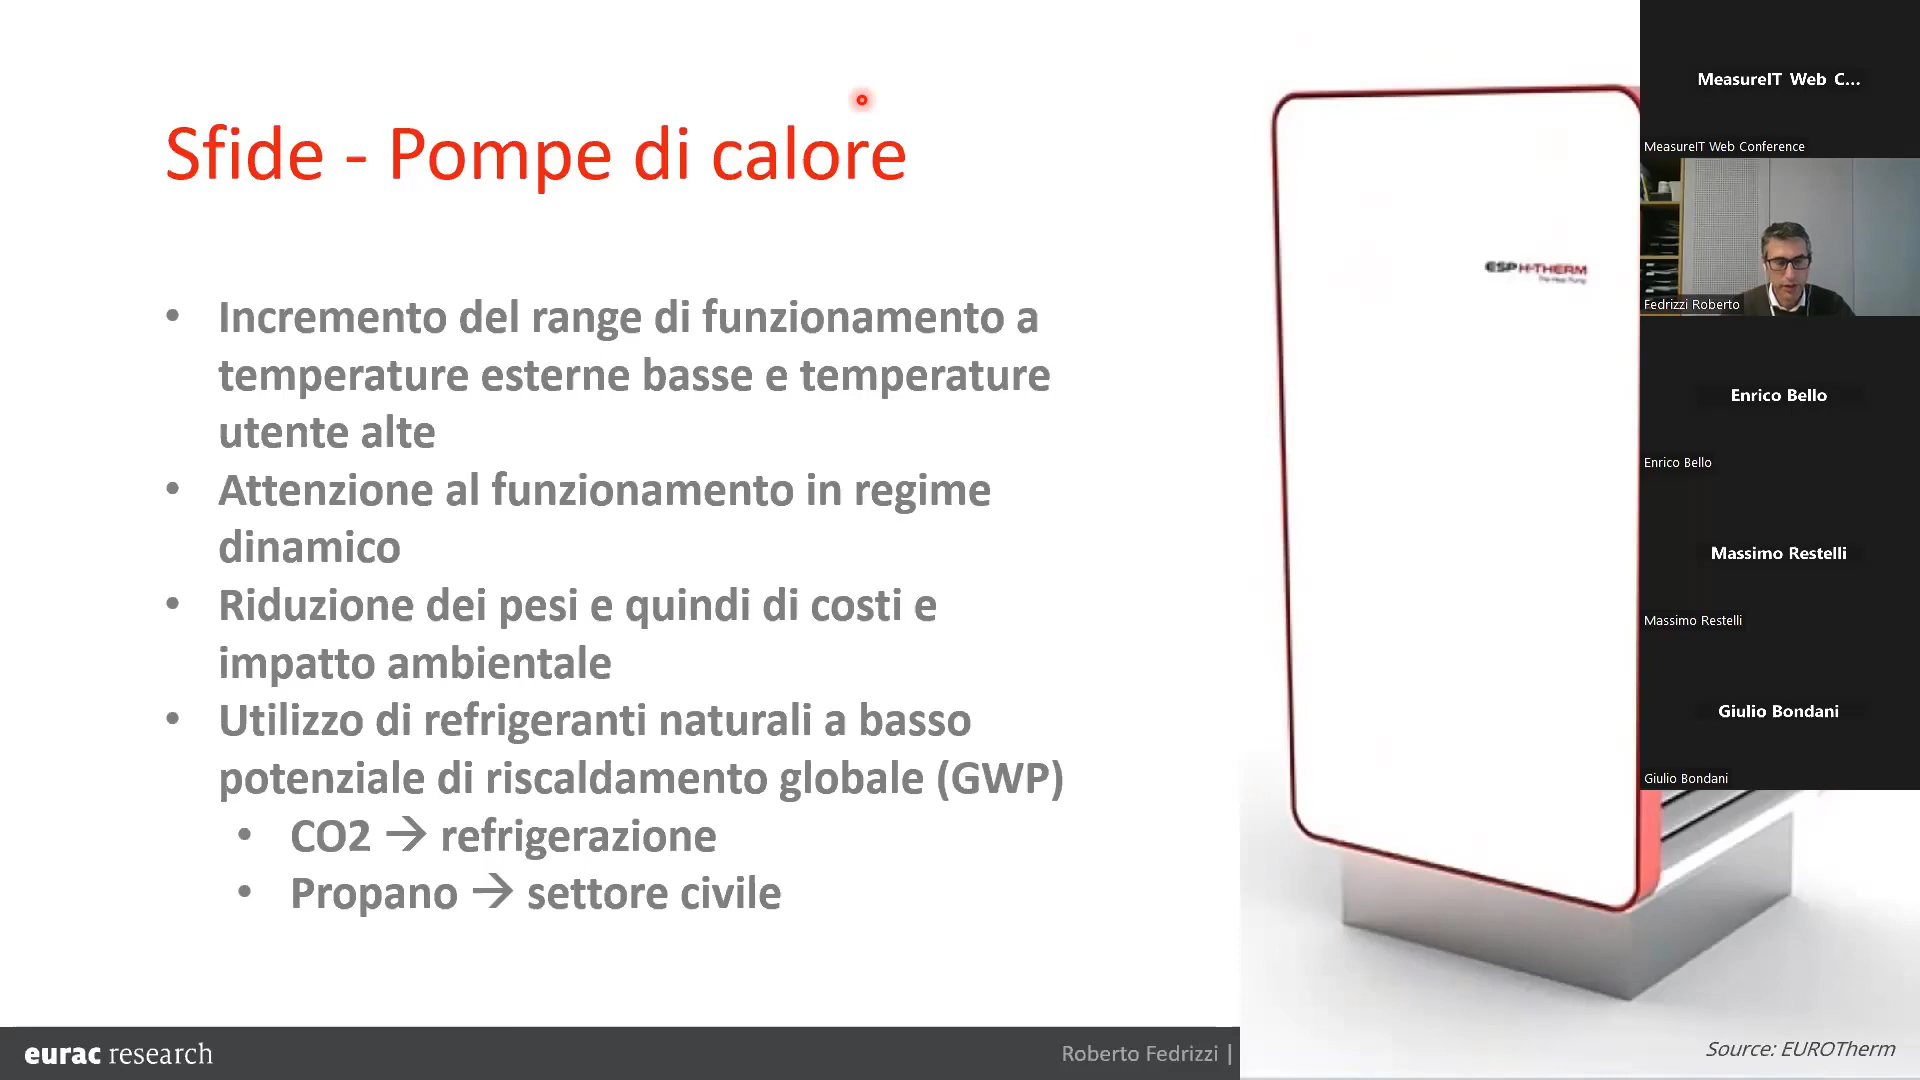 Sfide - Pompe di calore
• Incremento del range di funzionamento a
temperature esterne basse e temperature
utente alte
• Attenzione al funzionamento in regime
dinamico
• Riduzione dei pesi e quindi di costi e
impatto ambientale
• Utilizzo di refrigeranti naturali a basso
potenziale di riscaldamento globale (GWP)
• CO2 → refrigerazione
• Propano → settore civile
eurac research
Roberto Fedrizzi |
ESP H-THERM
The Heat Pump
Source: EUROTherm
MeasureIT Web C...
MeasureIT Web Conference
Fedrizzi Roberto
Enrico Bello
Enrico Bello
Massimo Restelli
Massimo Restelli
Giulio Bondani
Giulio Bondani